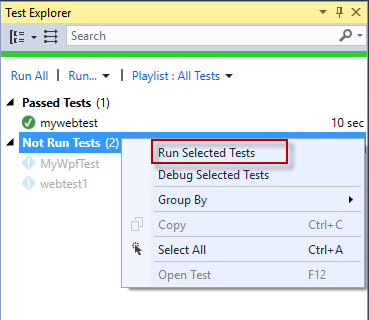 Test Explorer
Search
Run All | Run... | Playlist : All Tests
Passed Tests (1)
mywebtest 10 sec
Not Run Tests (2)
MyWpfTest
webtest1
Run Selected Tests
Debug Selected Tests
Group By
Copy Ctrl+C
Select All Ctrl+A
Open Test F12